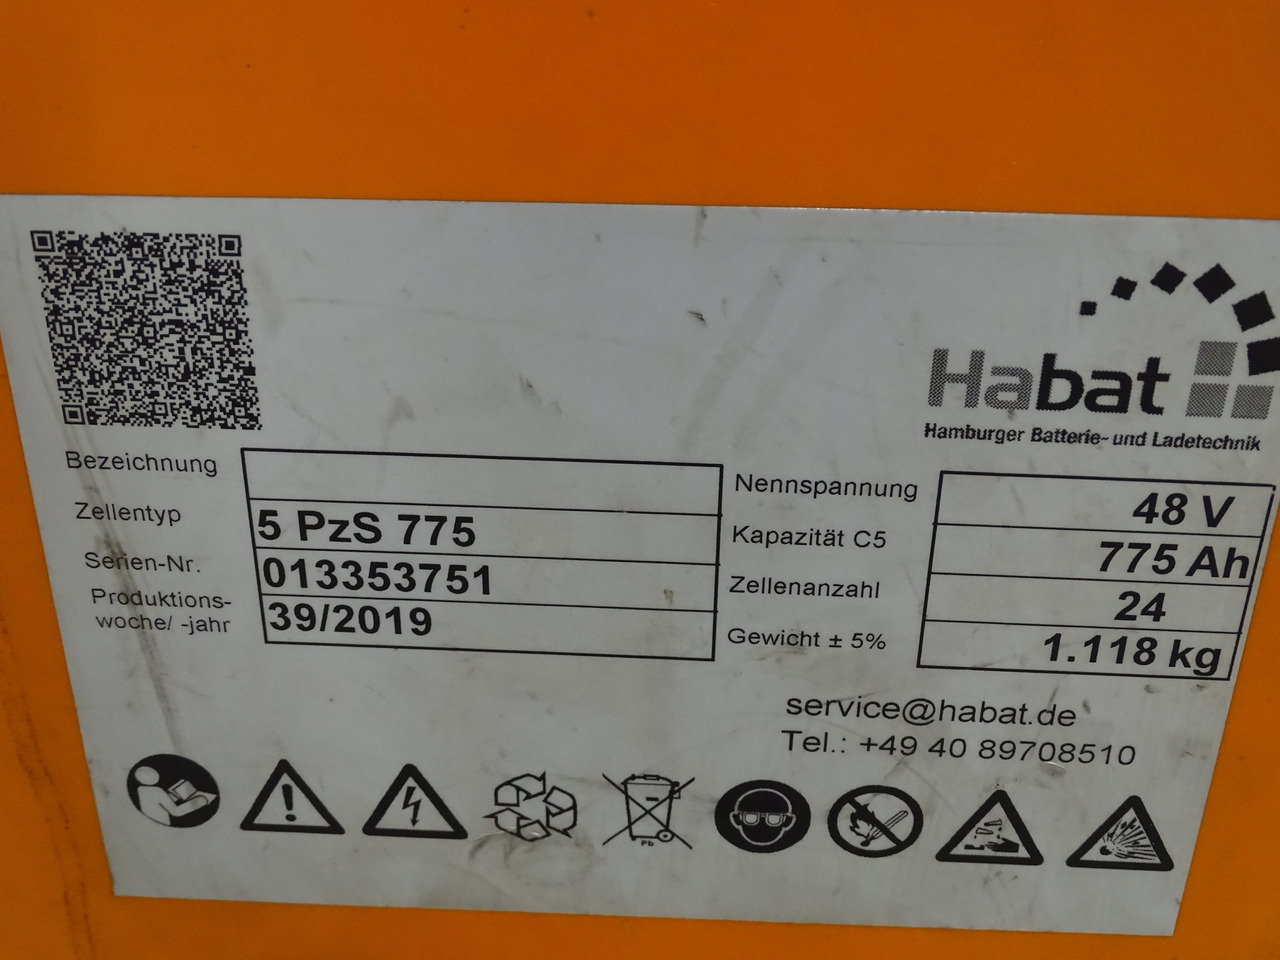 Habat
Hamburger Batterie- und Ladetechnik
Bezeichnung
Zellentyp 5 PzS 775
Serien-Nr. 013353751
Produktions-
woche/ -jahr 39/2019
Nennspannung 48 V
Kapazität C5 775 Ah
Zellenanzahl 24
Gewicht ± 5% 1.118 kg
service@habat.de
Tel.: +49 40 89708510
Pb